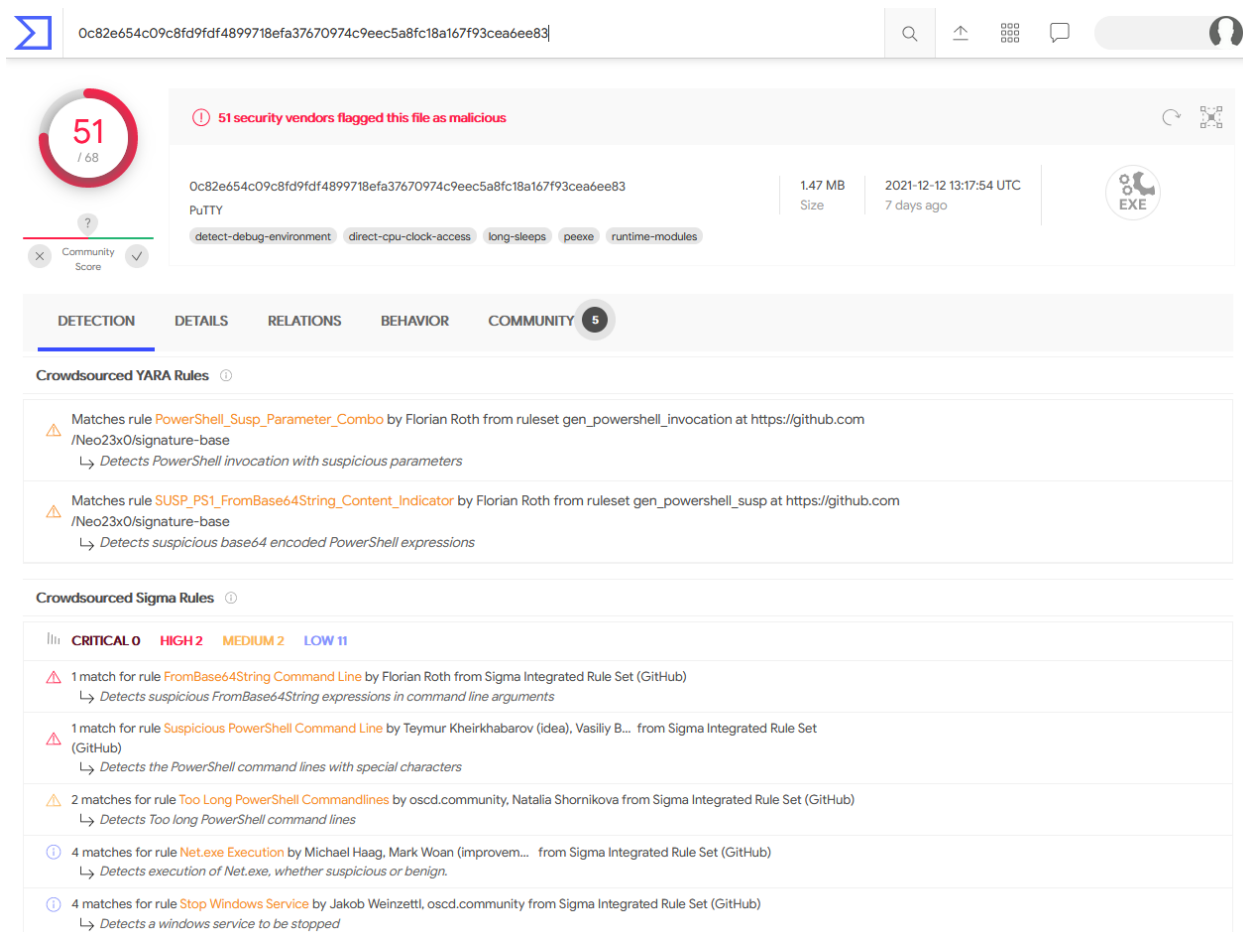 0c82e654c09c8fd9fdf4899718efa37670974c9eec5a8fc18a167f93cea6ee83
51
/ 68
51 security vendors flagged this file as malicious
0c82e654c09c8fd9fdf4899718efa37670974c9eec5a8fc18a167f93cea6ee83
PuTTY
detect-debug-environment direct-cpu-clock-access long-sleeps peexe runtime-modules
1.47 MB
Size
2021-12-12 13:17:54 UTC
7 days ago
EXE
?
Community
Score
DETECTION DETAILS RELATIONS BEHAVIOR COMMUNITY 5
Crowdsourced YARA Rules
Matches rule PowerShell_Susp_Parameter_Combo by Florian Roth from ruleset gen_powershell_invocation at https://github.com
/Neo23x0/signature-base
Detects PowerShell invocation with suspicious parameters
Matches rule SUSP_PS1_FromBase64String_Content_Indicator by Florian Roth from ruleset gen_powershell_susp at https://github.com
/Neo23x0/signature-base
Detects suspicious base64 encoded PowerShell expressions
Crowdsourced Sigma Rules
CRITICAL 0 HIGH 2 MEDIUM 2 LOW 11
1 match for rule FromBase64String Command Line by Florian Roth from Sigma Integrated Rule Set (GitHub)
Detects suspicious FromBase64String expressions in command line arguments
1 match for rule Suspicious PowerShell Command Line by Teymur Kheirkhabarov (idea), Vasiliy B... from Sigma Integrated Rule Set
(GitHub)
Detects the PowerShell command lines with special characters
2 matches for rule Too Long PowerShell Commandlines by oscd.community, Natalia Shornikova from Sigma Integrated Rule Set (GitHub)
Detects Too long PowerShell command lines
4 matches for rule Net.exe Execution by Michael Haag, Mark Woan (improvem... from Sigma Integrated Rule Set (GitHub)
Detects execution of Net.exe, whether suspicious or benign.
4 matches for rule Stop Windows Service by Jakob Weinzettl, oscd.community from Sigma Integrated Rule Set (GitHub)
Detects a windows service to be stopped